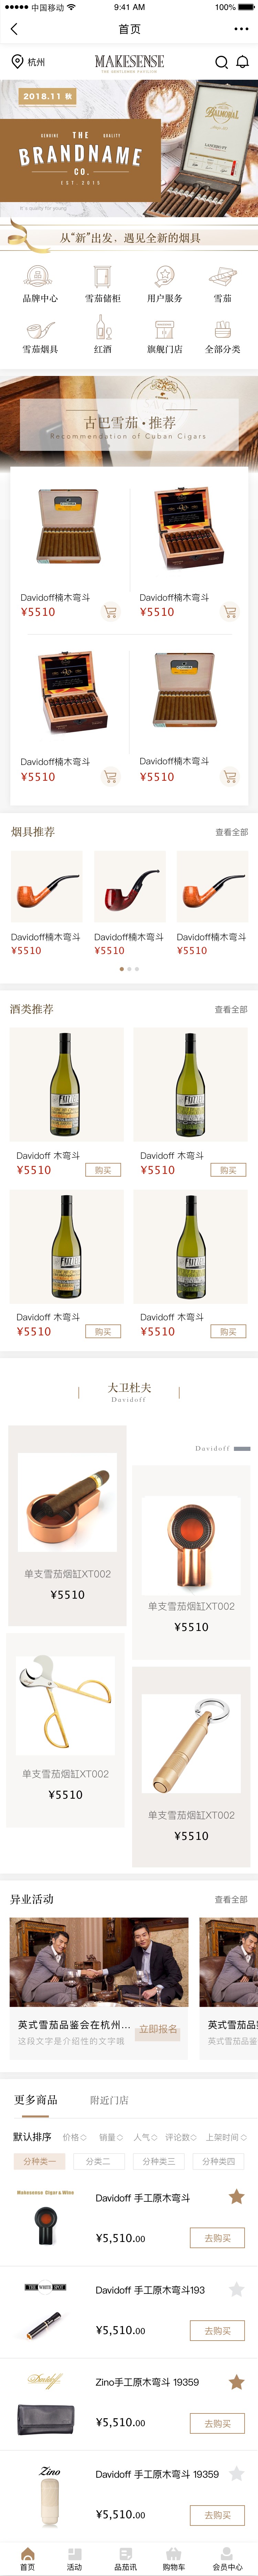 中国移动 9:41 AM 100%
首页
杭州 MAKESENSE
THE GENTLEMAN PASSION
2018.11 秋
GENUINE THE QUALITY
BRANDNAME
CO.
EST. 2015
It's quality for young
BALMORAL
从“新”出发，遇见全新的烟具
品牌中心 雪茄储柜 用户服务 雪茄
雪茄烟具 红酒 旗舰门店 全部分类
古巴雪茄·推荐
Recommendation of Cuban Cigars
Davidoff楠木弯斗 Davidoff楠木弯斗
¥5510 ¥5510
Davidoff楠木弯斗 Davidoff楠木弯斗
¥5510 ¥5510
烟具推荐 查看全部
Davidoff楠木弯斗 Davidoff楠木弯斗 Davidoff楠木弯斗
¥5510 ¥5510 ¥5510
酒类推荐 查看全部
Davidoff 木弯斗 Davidoff 木弯斗
¥5510 购买 ¥5510 购买
Davidoff 木弯斗 Davidoff 木弯斗
¥5510 购买 ¥5510 购买
大卫杜夫
Davidoff
Davidoff
单支雪茄烟缸XT002
¥5510
单支雪茄烟缸XT002
¥5510
单支雪茄烟缸XT002
¥5510
单支雪茄烟缸XT002
¥5510
异业活动 查看全部
英式雪茄品鉴会在杭州... 英式雪茄品
这段文字是介绍性的文字哦 立即报名 英式雪茄品
更多商品 附近门店
默认排序 价格 销量 人气 评论数 上架时间
分种类一 分类二 分种类三 分种类四
Makesense Cigar & Wine
Davidoff 手工原木弯斗
¥5,510.00 去购买
THE WHITE SPOT
Davidoff 手工原木弯斗193
¥5,510.00 去购买
Davidoff
Zino手工原木弯斗 19359
¥5,510.00 去购买
Zino
Davidoff 手工原木弯斗 19359
¥5,510.00 去购买
首页 活动 品茄讯 购物车 会员中心